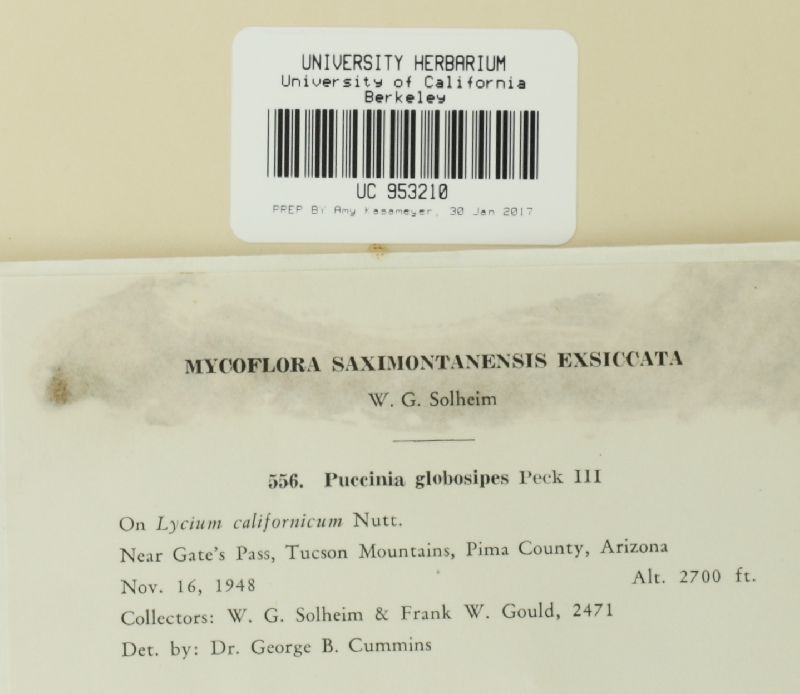 UNIVERSITY HERBARIUM
University of California
Berkeley
UC 953210
PREP BY Amy Kasameyer, 30 Jan 2017
MYCOFLORA SAXIMONTANENSIS EXSICCATA
W. G. Solheim
556. Puccinia globosipes Peck III
On Lycium californicum Nutt.
Near Gate's Pass, Tucson Mountains, Pima County, Arizona
Nov. 16, 1948 Alt. 2700 ft.
Collectors: W. G. Solheim & Frank W. Gould, 2471
Det. by: Dr. George B. Cummins